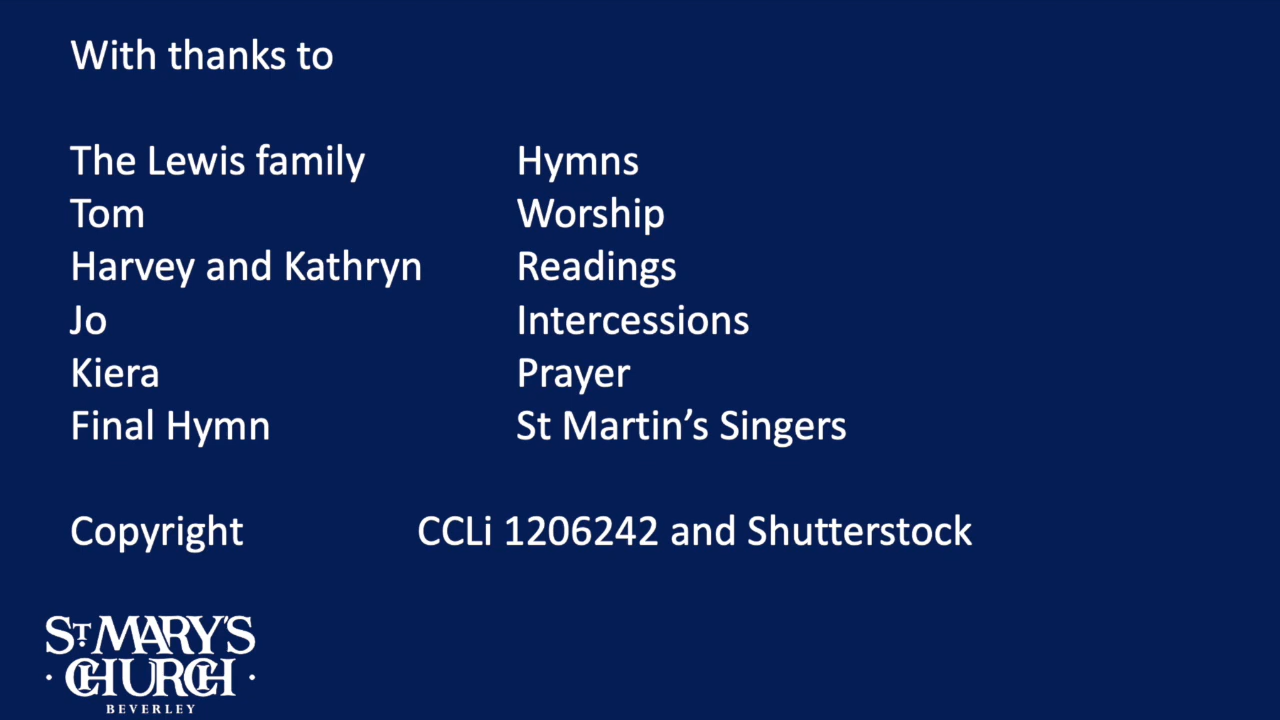 With thanks to
The Lewis family Hymns
Tom Worship
Harvey and Kathryn Readings
Jo Intercessions
Kiera Prayer
Final Hymn St Martin’s Singers
Copyright CCLi 1206242 and Shutterstock
ST MARY'S
· CHURCH ·
BEVERLEY